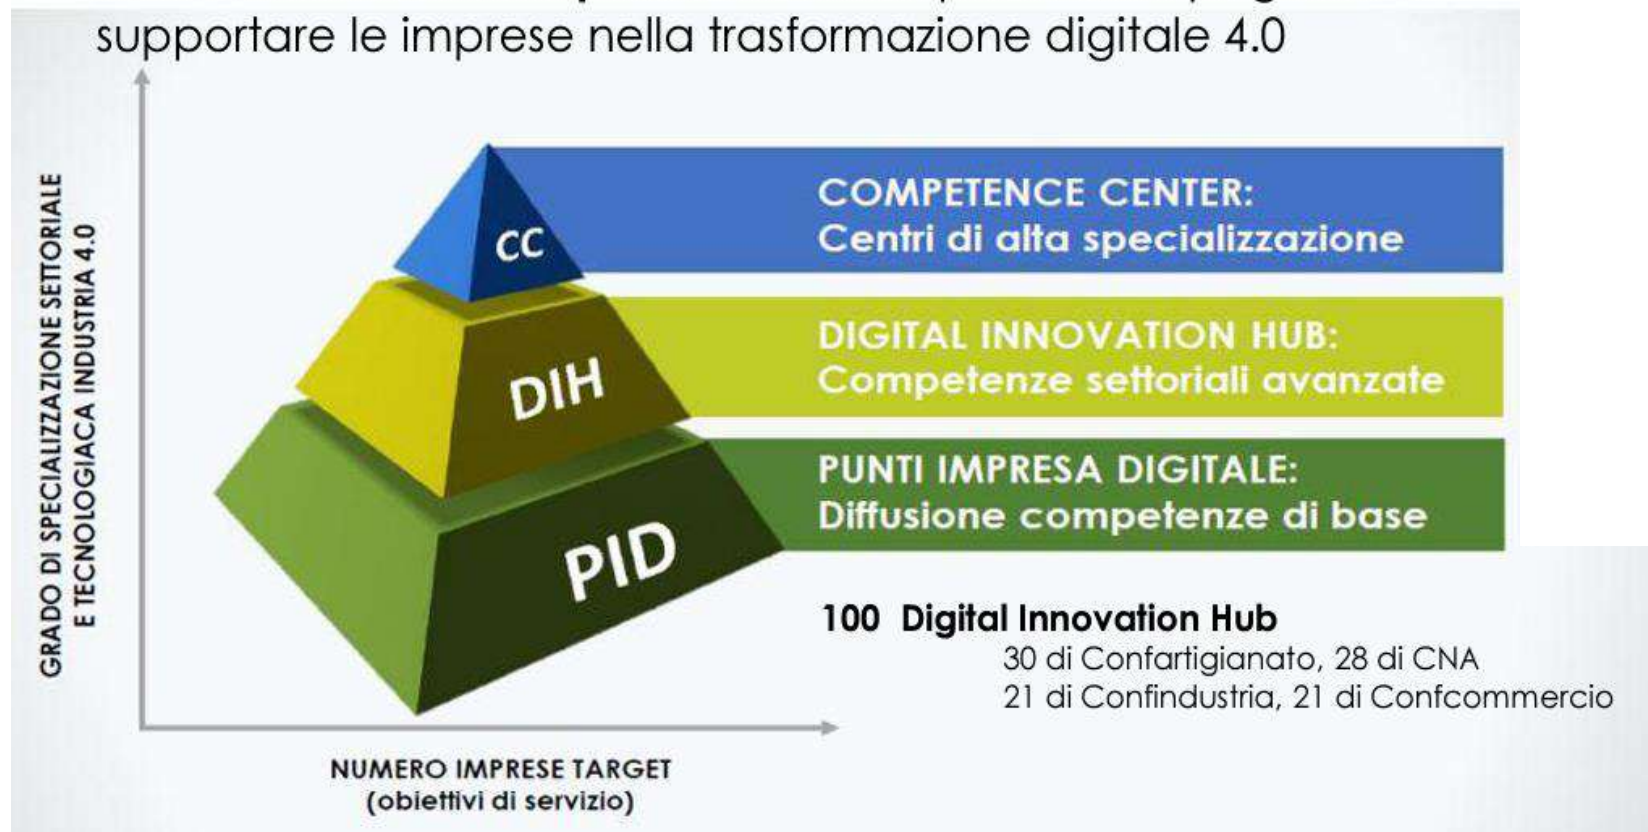 supportare le imprese nella trasformazione digitale 4.0
GRADO DI SPECIALIZZAZIONE SETTORIALE
E TECNOLOGIACA INDUSTRIA 4.0
CC
COMPETENCE CENTER:
Centri di alta specializzazione
DIH
DIGITAL INNOVATION HUB:
Competenze settoriali avanzate
PID
PUNTI IMPRESA DIGITALE:
Diffusione competenze di base
100 Digital Innovation Hub
30 di Confartigianato, 28 di CNA
21 di Confindustria, 21 di Confcommercio
NUMERO IMPRESE TARGET
(obiettivi di servizio)